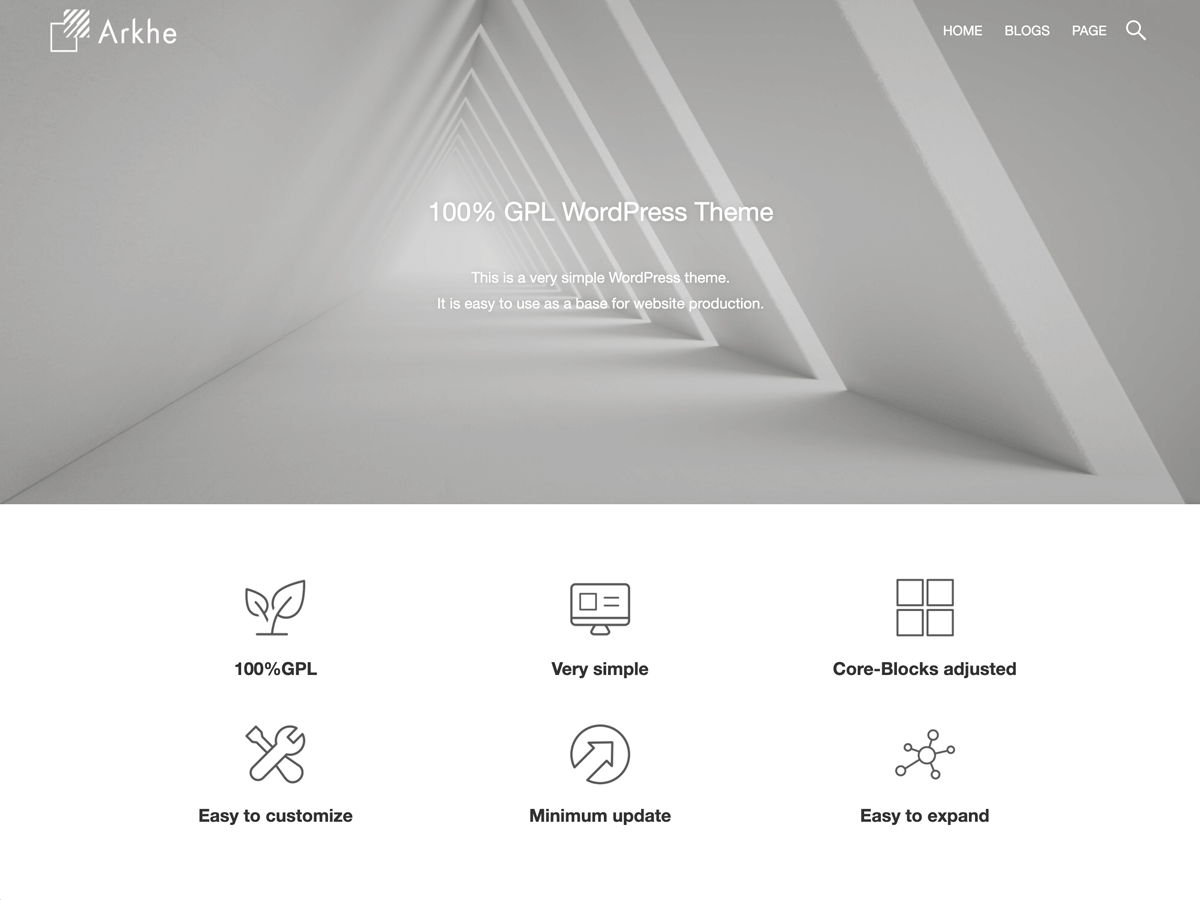 Arkhe
HOME BLOGS PAGE
100% GPL WordPress Theme
This is a very simple WordPress theme.
It is easy to use as a base for website production.
100%GPL
Very simple
Core-Blocks adjusted
Easy to customize
Minimum update
Easy to expand